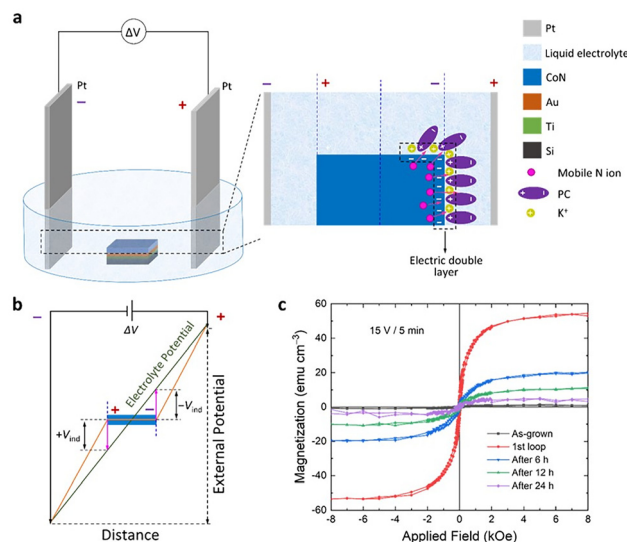 a
ΔV
Pt
−
Pt
+
− + − +
Electric double
layer
Pt
Liquid electrolyte
CoN
Au
Ti
Si
Mobile N ion
PC
K⁺
b
− +
ΔV
Electrolyte Potential
+ −
−Vind
+Vind
External Potential
Distance
c
15 V / 5 min
Magnetization (emu cm⁻³)
60
40
20
0
-20
-40
-60
As-grown
1st loop
After 6 h
After 12 h
After 24 h
-8 -6 -4 -2 0 2 4 6 8
Applied Field (kOe)